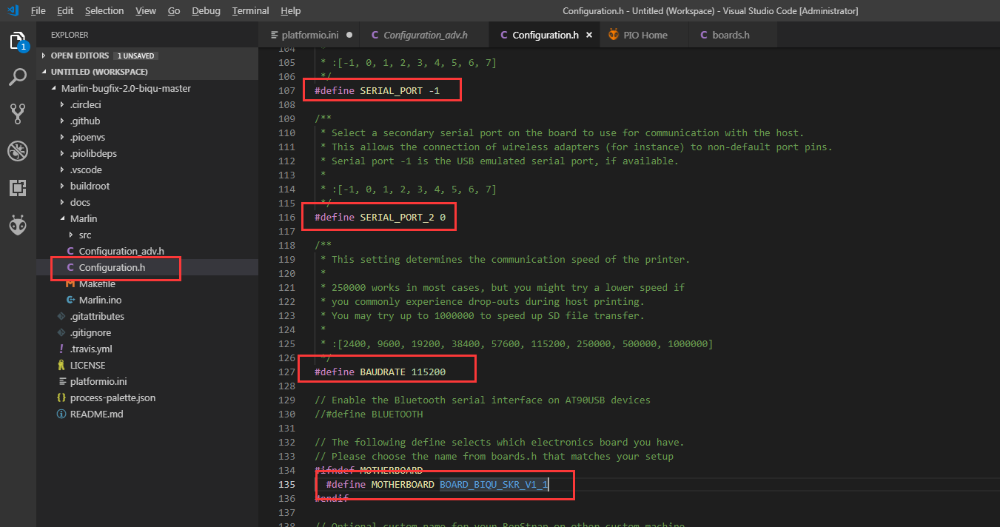 File Edit Selection View Go Debug Terminal Help
Configuration.h - Untitled (Workspace) - Visual Studio Code [Administrator]
EXPLORER
platformio.ini
Configuration_adv.h
Configuration.h
PIO Home
boards.h
1
OPEN EDITORS 1 UNSAVED
UNTITLED (WORKSPACE)
Marlin-bugfix-2.0-biqu-master
.circleci
.github
.pioenvs
.piolibdeps
.vscode
buildroot
docs
Marlin
src
Configuration_adv.h
Configuration.h
Makefile
Marlin.ino
.gitattributes
.gitignore
.travis.yml
LICENSE
platformio.ini
process-palette.json
README.md
104 *
105 * :[-1, 0, 1, 2, 3, 4, 5, 6, 7]
106 */
107 #define SERIAL_PORT -1
108
109 /**
110 * Select a secondary serial port on the board to use for communication with the host.
111 * This allows the connection of wireless adapters (for instance) to non-default port pins.
112 * Serial port -1 is the USB emulated serial port, if available.
113 *
114 * :[-1, 0, 1, 2, 3, 4, 5, 6, 7]
115 */
116 #define SERIAL_PORT_2 0
117
118 /**
119 * This setting determines the communication speed of the printer.
120 *
121 * 250000 works in most cases, but you might try a lower speed if
122 * you commonly experience drop-outs during host printing.
123 * You may try up to 1000000 to speed up SD file transfer.
124 *
125 * :[2400, 9600, 19200, 38400, 57600, 115200, 250000, 500000, 1000000]
126 */
127 #define BAUDRATE 115200
128
129 // Enable the Bluetooth serial interface on AT90USB devices
130 //#define BLUETOOTH
131
132 // The following define selects which electronics board you have.
133 // Please choose the name from boards.h that matches your setup
134 #ifndef MOTHERBOARD
135 #define MOTHERBOARD BOARD_BIQU_SKR_V1_1
136 #endif
137
138 // Optional custom name for your RepStrap or other custom machine